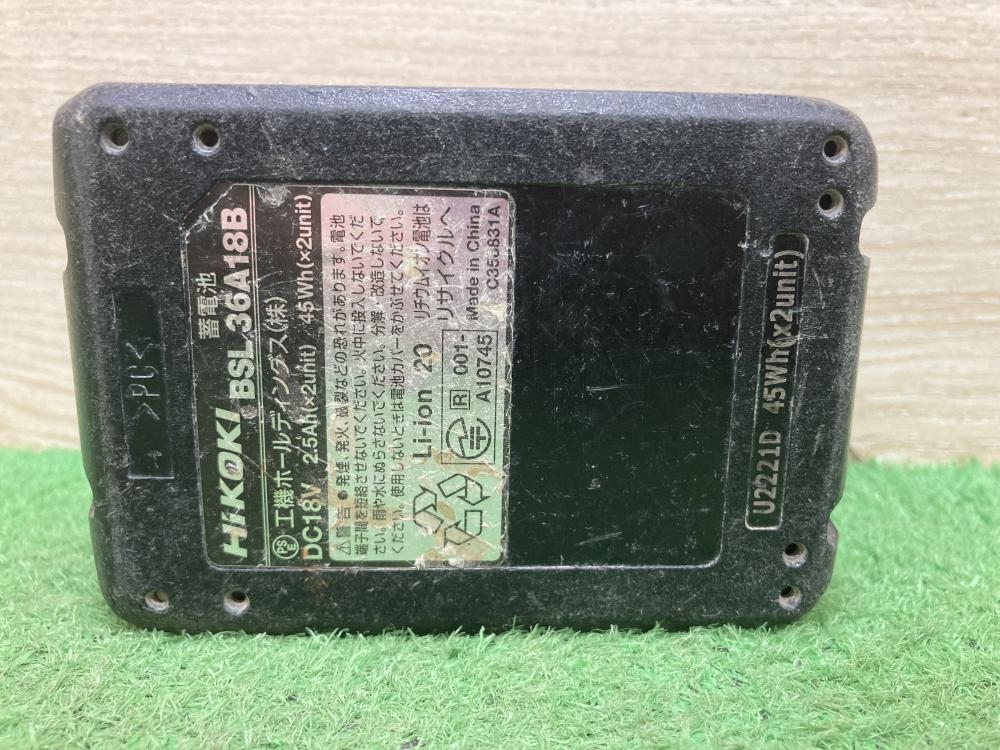 蓄電池
HiKOKI BSL 36A18B
PS E 工機ホールディングス(株)
DC18V 2.5Ah(×2unit) 45Wh(×2unit)
⚠警告 ● 発煙、発火、破裂などの恐れがあります。電池
端子間を短絡させないでください。火中に投入しないでくだ
さい。雨や水にぬらさないでください。分解・改造しないで
ください。使用しないときは電池カバーをかぶせてください。
Li-ion 20
リチウムイオン電池は
リサイクルへ
R 001-
A10745
Made in China
>PC<
U2221D 45Wh(×2unit)